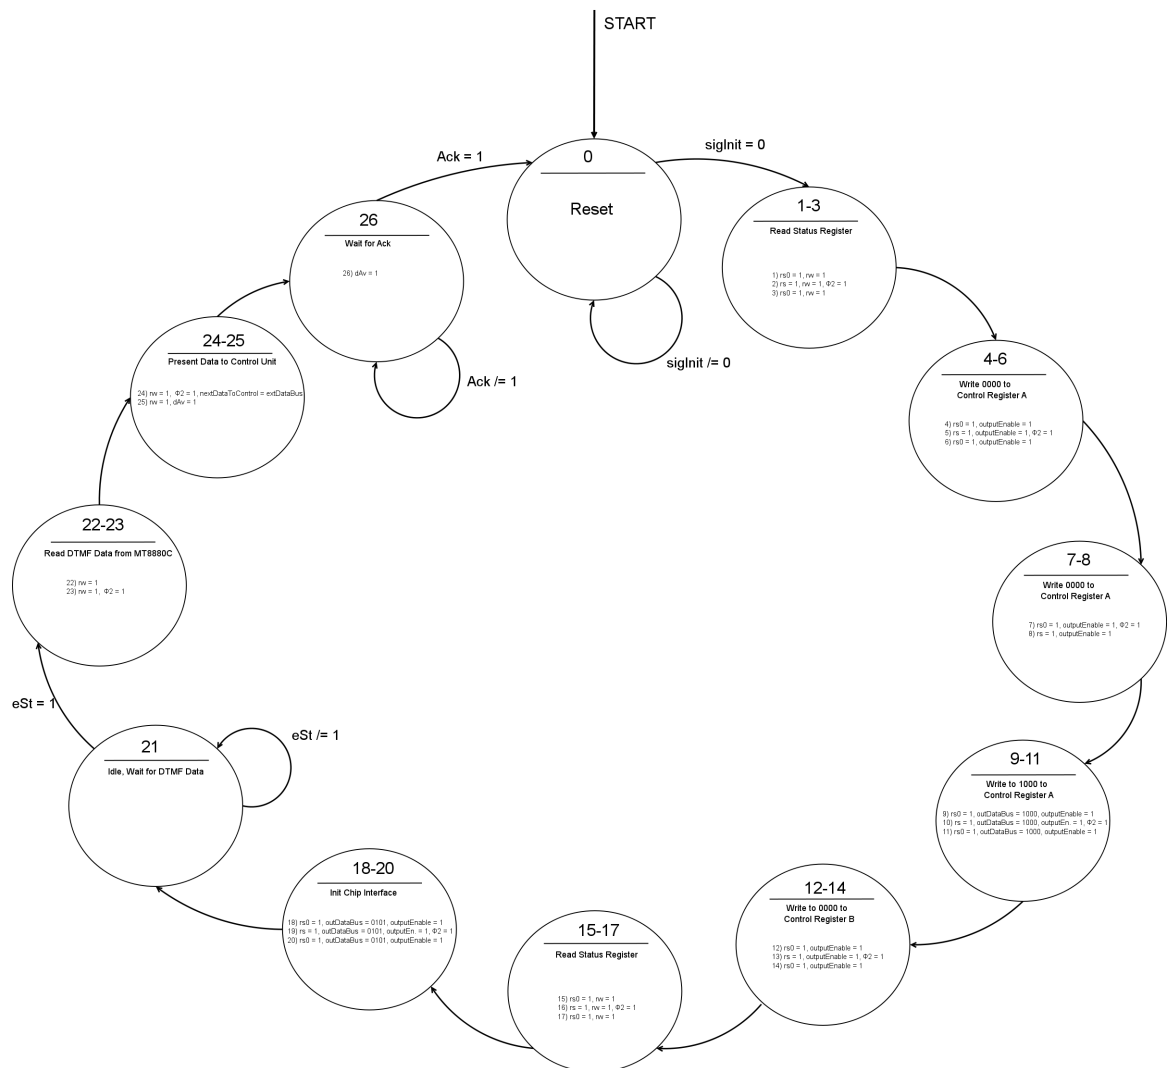 START
0
Reset
sigInit = 0
sigInit /= 0
1-3
Read Status Register
1) rs0 = 1, rw = 1
2) rs = 1, rw = 1, Φ2 = 1
3) rs0 = 1, rw = 1
4-6
Write 0000 to
Control Register A
4) rs0 = 1, outputEnable = 1
5) rs = 1, outputEnable = 1, Φ2 = 1
6) rs0 = 1, outputEnable = 1
7-8
Write 0000 to
Control Register A
7) rs0 = 1, outputEnable = 1, Φ2 = 1
8) rs = 1, outputEnable = 1
9-11
Write to 1000 to
Control Register A
9) rs0 = 1, outDataBus = 1000, outputEnable = 1
10) rs = 1, outDataBus = 1000, outputEn. = 1, Φ2 = 1
11) rs0 = 1, outDataBus = 1000, outputEnable = 1
12-14
Write to 0000 to
Control Register B
12) rs0 = 1, outputEnable = 1
13) rs = 1, outputEnable = 1, Φ2 = 1
14) rs0 = 1, outputEnable = 1
15-17
Read Status Register
15) rs0 = 1, rw = 1
16) rs = 1, rw = 1, Φ2 = 1
17) rs0 = 1, rw = 1
18-20
Init Chip Interface
18) rs0 = 1, outDataBus = 0101, outputEnable = 1
19) rs = 1, outDataBus = 0101, outputEn. = 1, Φ2 = 1
20) rs0 = 1, outDataBus = 0101, outputEnable = 1
21
Idle, Wait for DTMF Data
eSt /= 1
eSt = 1
22-23
Read DTMF Data from MT8880C
22) rw = 1
23) rw = 1, Φ2 = 1
24-25
Present Data to Control Unit
24) rw = 1, Φ2 = 1, nextDataToControl = extDataBus
25) rw = 1, dAv = 1
26
Wait for Ack
26) dAv = 1
Ack /= 1
Ack = 1